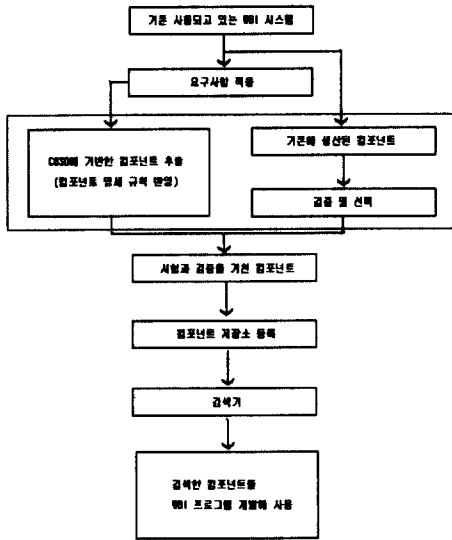 기존 사용되고 있는 WBI 시스템
요구사항 적용
CBSD에 기반한 컴포넌트 추출
(컴포넌트 명세 규칙 반영)
기존에 생산된 컴포넌트
검증 및 선택
시험과 검증을 거친 컴포넌트
컴포넌트 저장소 등록
검색기
검색한 컴포넌트를
WBI 프로그램 개발에 사용